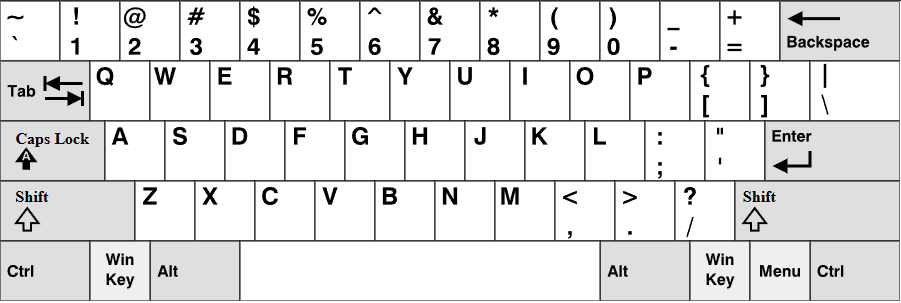 ~ ! @ # $ % ^ & * ( ) _ +
` 1 2 3 4 5 6 7 8 9 0 - = Backspace
Tab Q W E R T Y U I O P { } |
[ ] \
Caps Lock A S D F G H J K L : " Enter
A ; '
Shift Z X C V B N M < > ? Shift
, . /
Ctrl Win Key Alt Alt Win Key Menu Ctrl